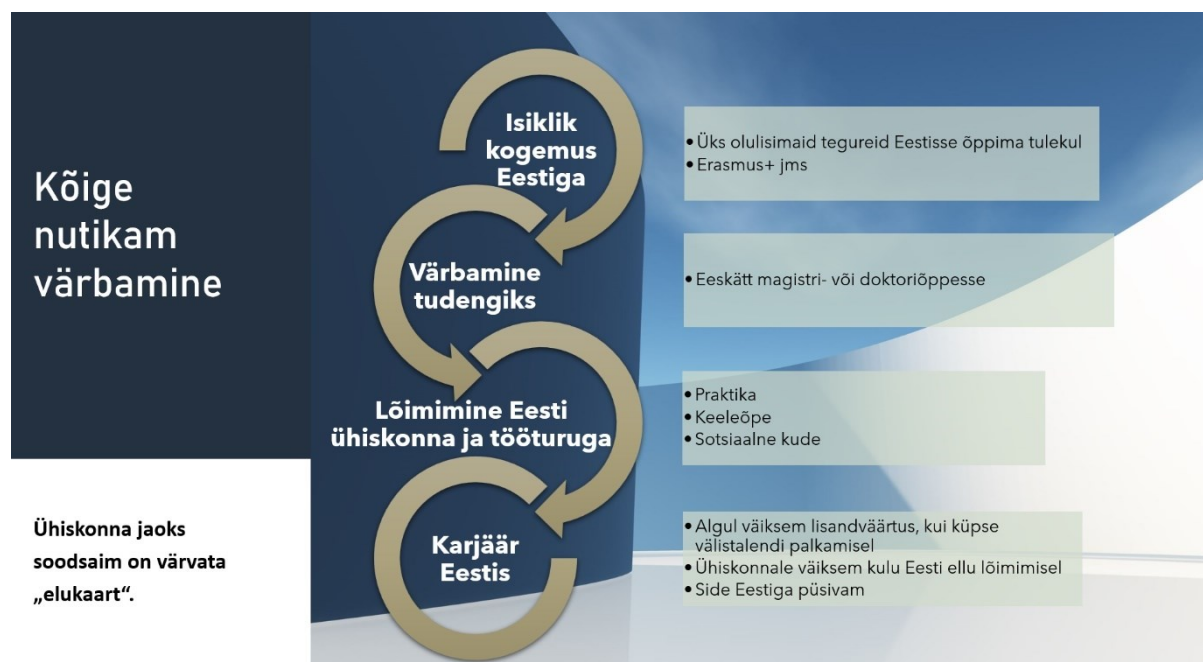 Kõige
nutikam
värbamine
Ühiskonna jaoks
soodsaim on värvata
„elukaart“.
Isiklik
kogemus
Eestiga
• Üks olulisimaid tegureid Eestisse õppima tulekul
• Erasmus+ jms
Värbamine
tudengiks
• Eeskätt magistri- või doktoriõppesse
Lõimimine Eesti
ühiskonna ja tööturuga
• Praktika
• Keeleõpe
• Sotsiaalne kude
Karjäär
Eestis
• Algul väiksem lisandväärtus, kui küpse
välistalendi palkamisel
• Ühiskonnale väiksem kulu Eesti ellu lõimimisel
• Side Eestiga püsivam